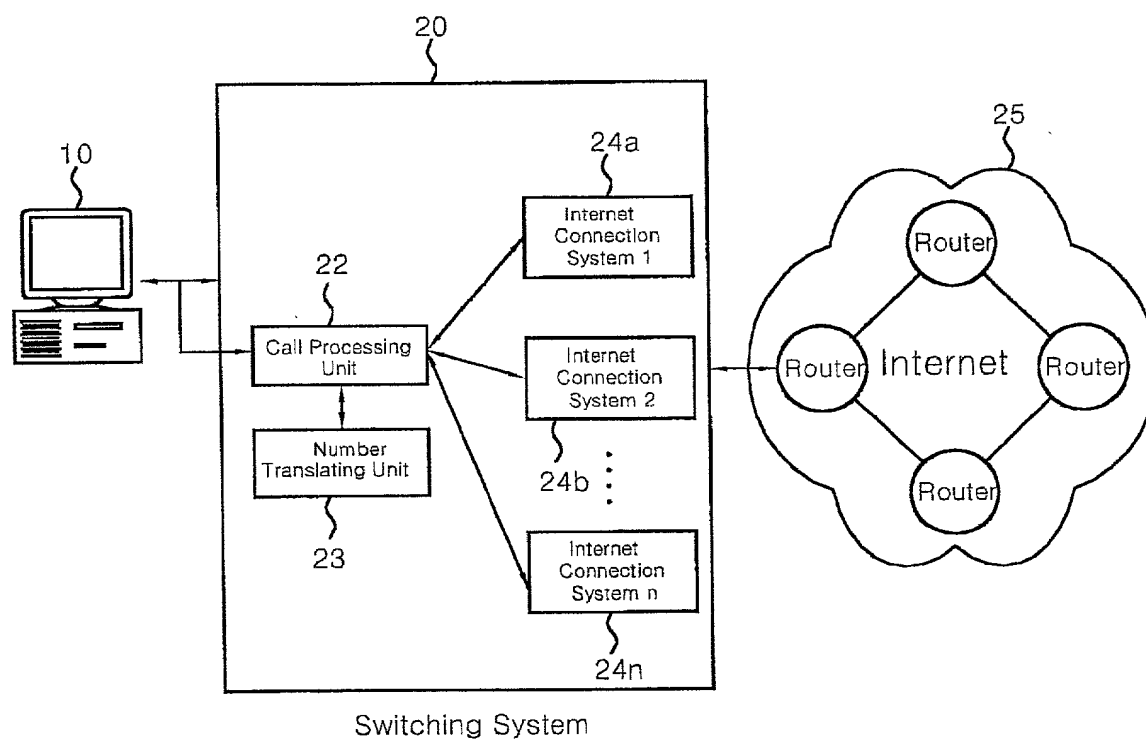 20
25
10
24a
Internet
Connection
System 1
Router
22
Call Processing
Unit
Internet
Connection
System 2
Router
Internet
Router
Number
Translating Unit
24b
Router
23
Internet
Connection
System n
24n
Switching System